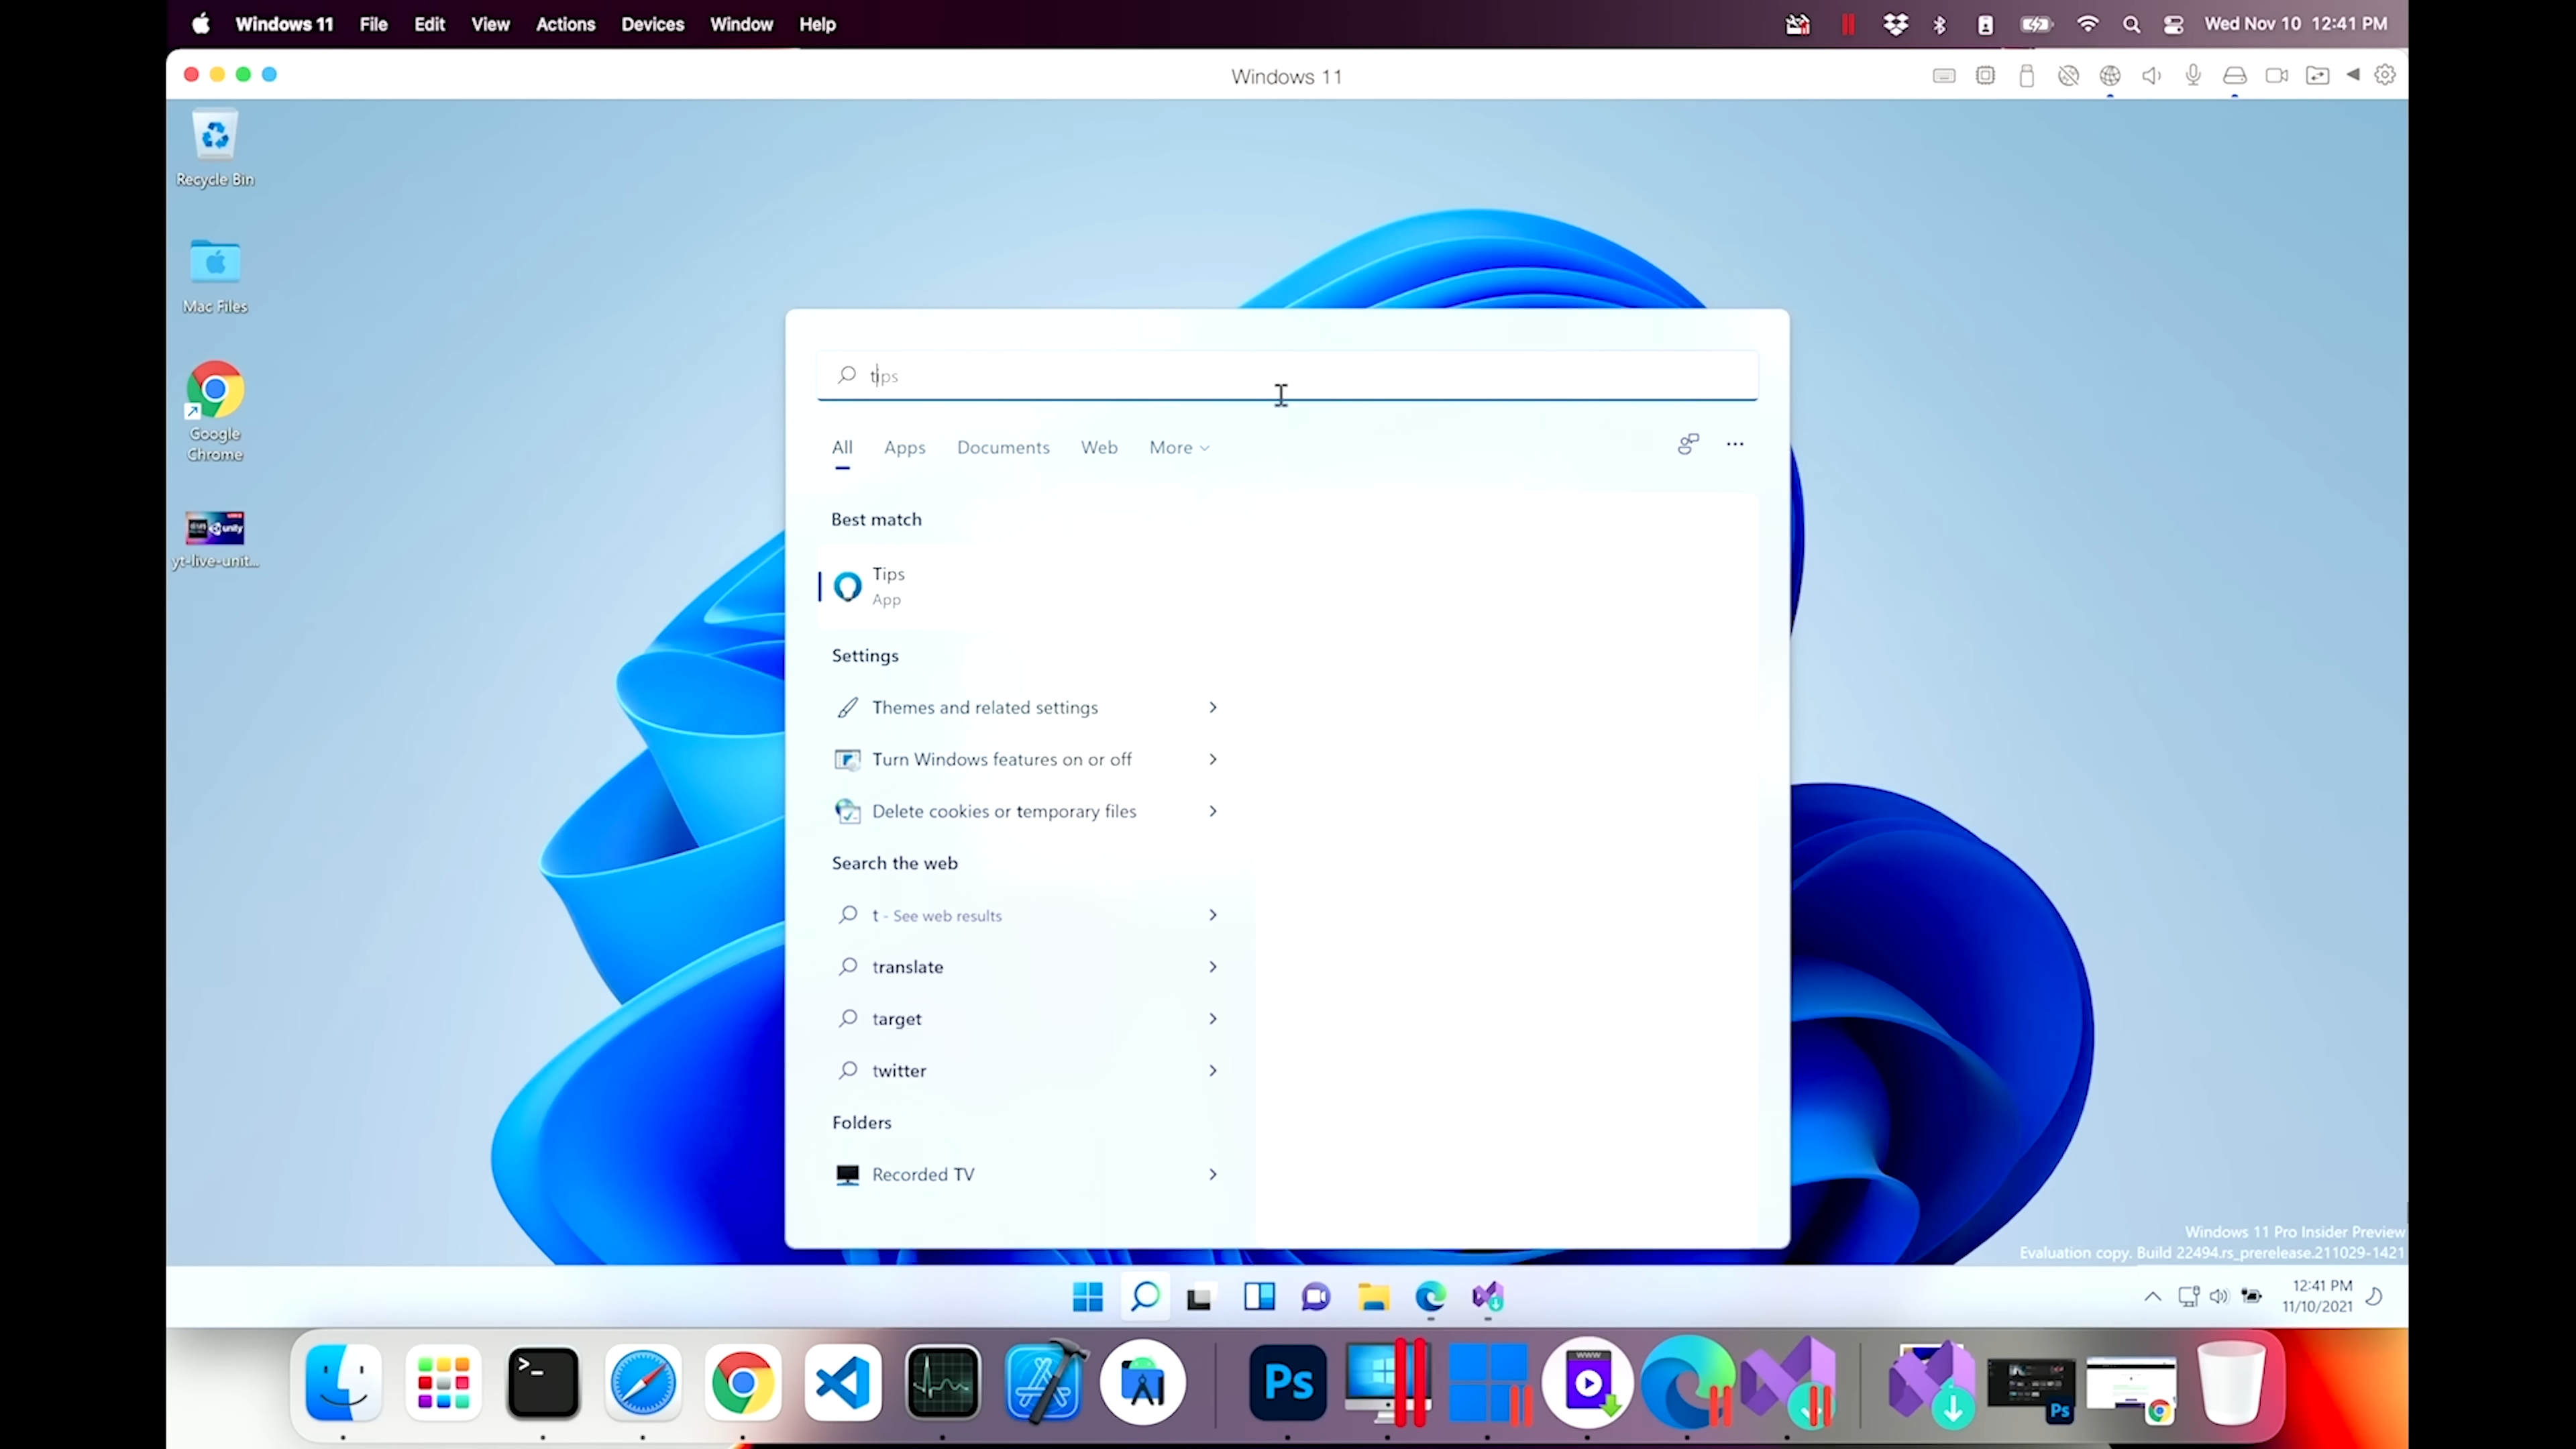 Windows 11 File Edit View Actions Devices Window Help Wed Nov 10 12:41 PM
Windows 11
Recycle Bin
Mac Files
Google
Chrome
unity
yt-live-unit...
tips
All Apps Documents Web More
Best match
Tips
App
Settings
Themes and related settings
Turn Windows features on or off
Delete cookies or temporary files
Search the web
t - See web results
translate
target
twitter
Folders
Recorded TV
Windows 11 Pro Insider Preview
Evaluation copy. Build 22494.rs_prerelease.211029-1421
12:41 PM
11/10/2021
>_
Ps
WWW
Ps